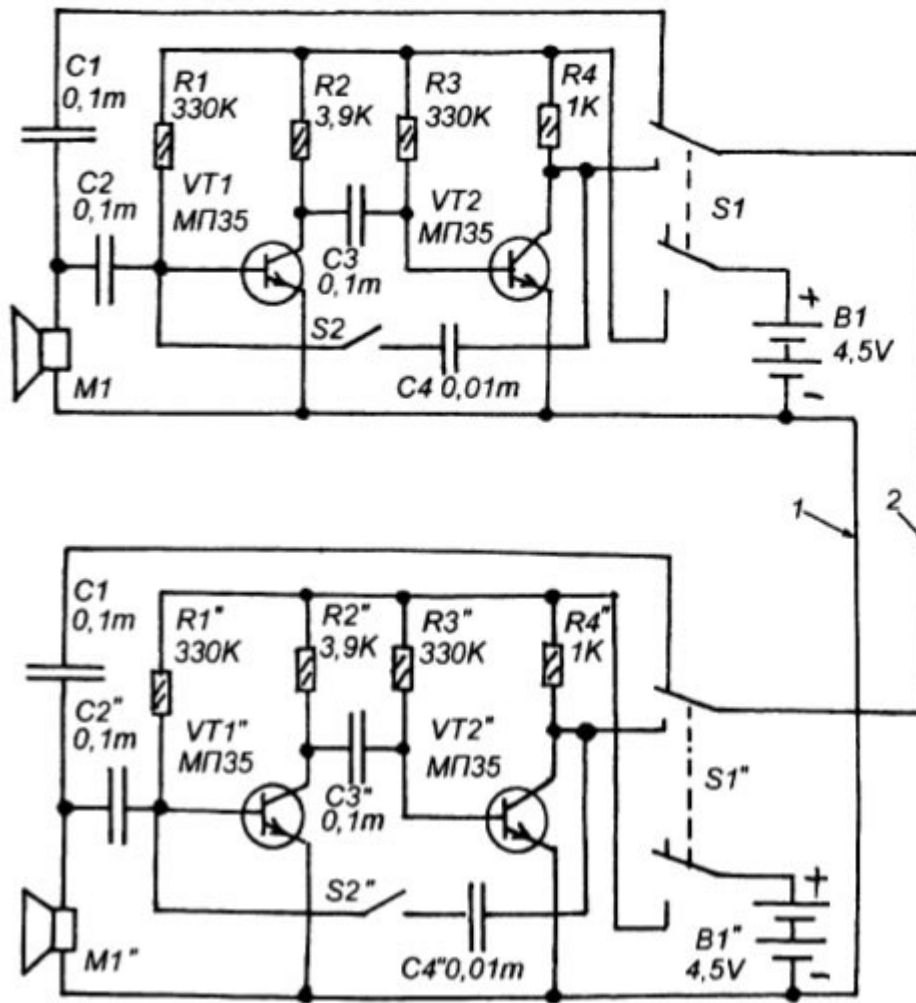 C1
0,1m
R1
330K
R2
3,9K
R3
330K
R4
1K
C2
0,1m
VT1
МП35
VT2
МП35
S1
C3
0,1m
S2
C4 0,01m
M1
+
B1
4,5V
-
1
2
C1
0,1m
R1"
330K
R2"
3,9K
R3"
330K
R4"
1K
C2"
0,1m
VT1"
МП35
VT2"
МП35
S1"
C3"
0,1m
S2"
C4"0,01m
M1"
+
B1"
4,5V
-